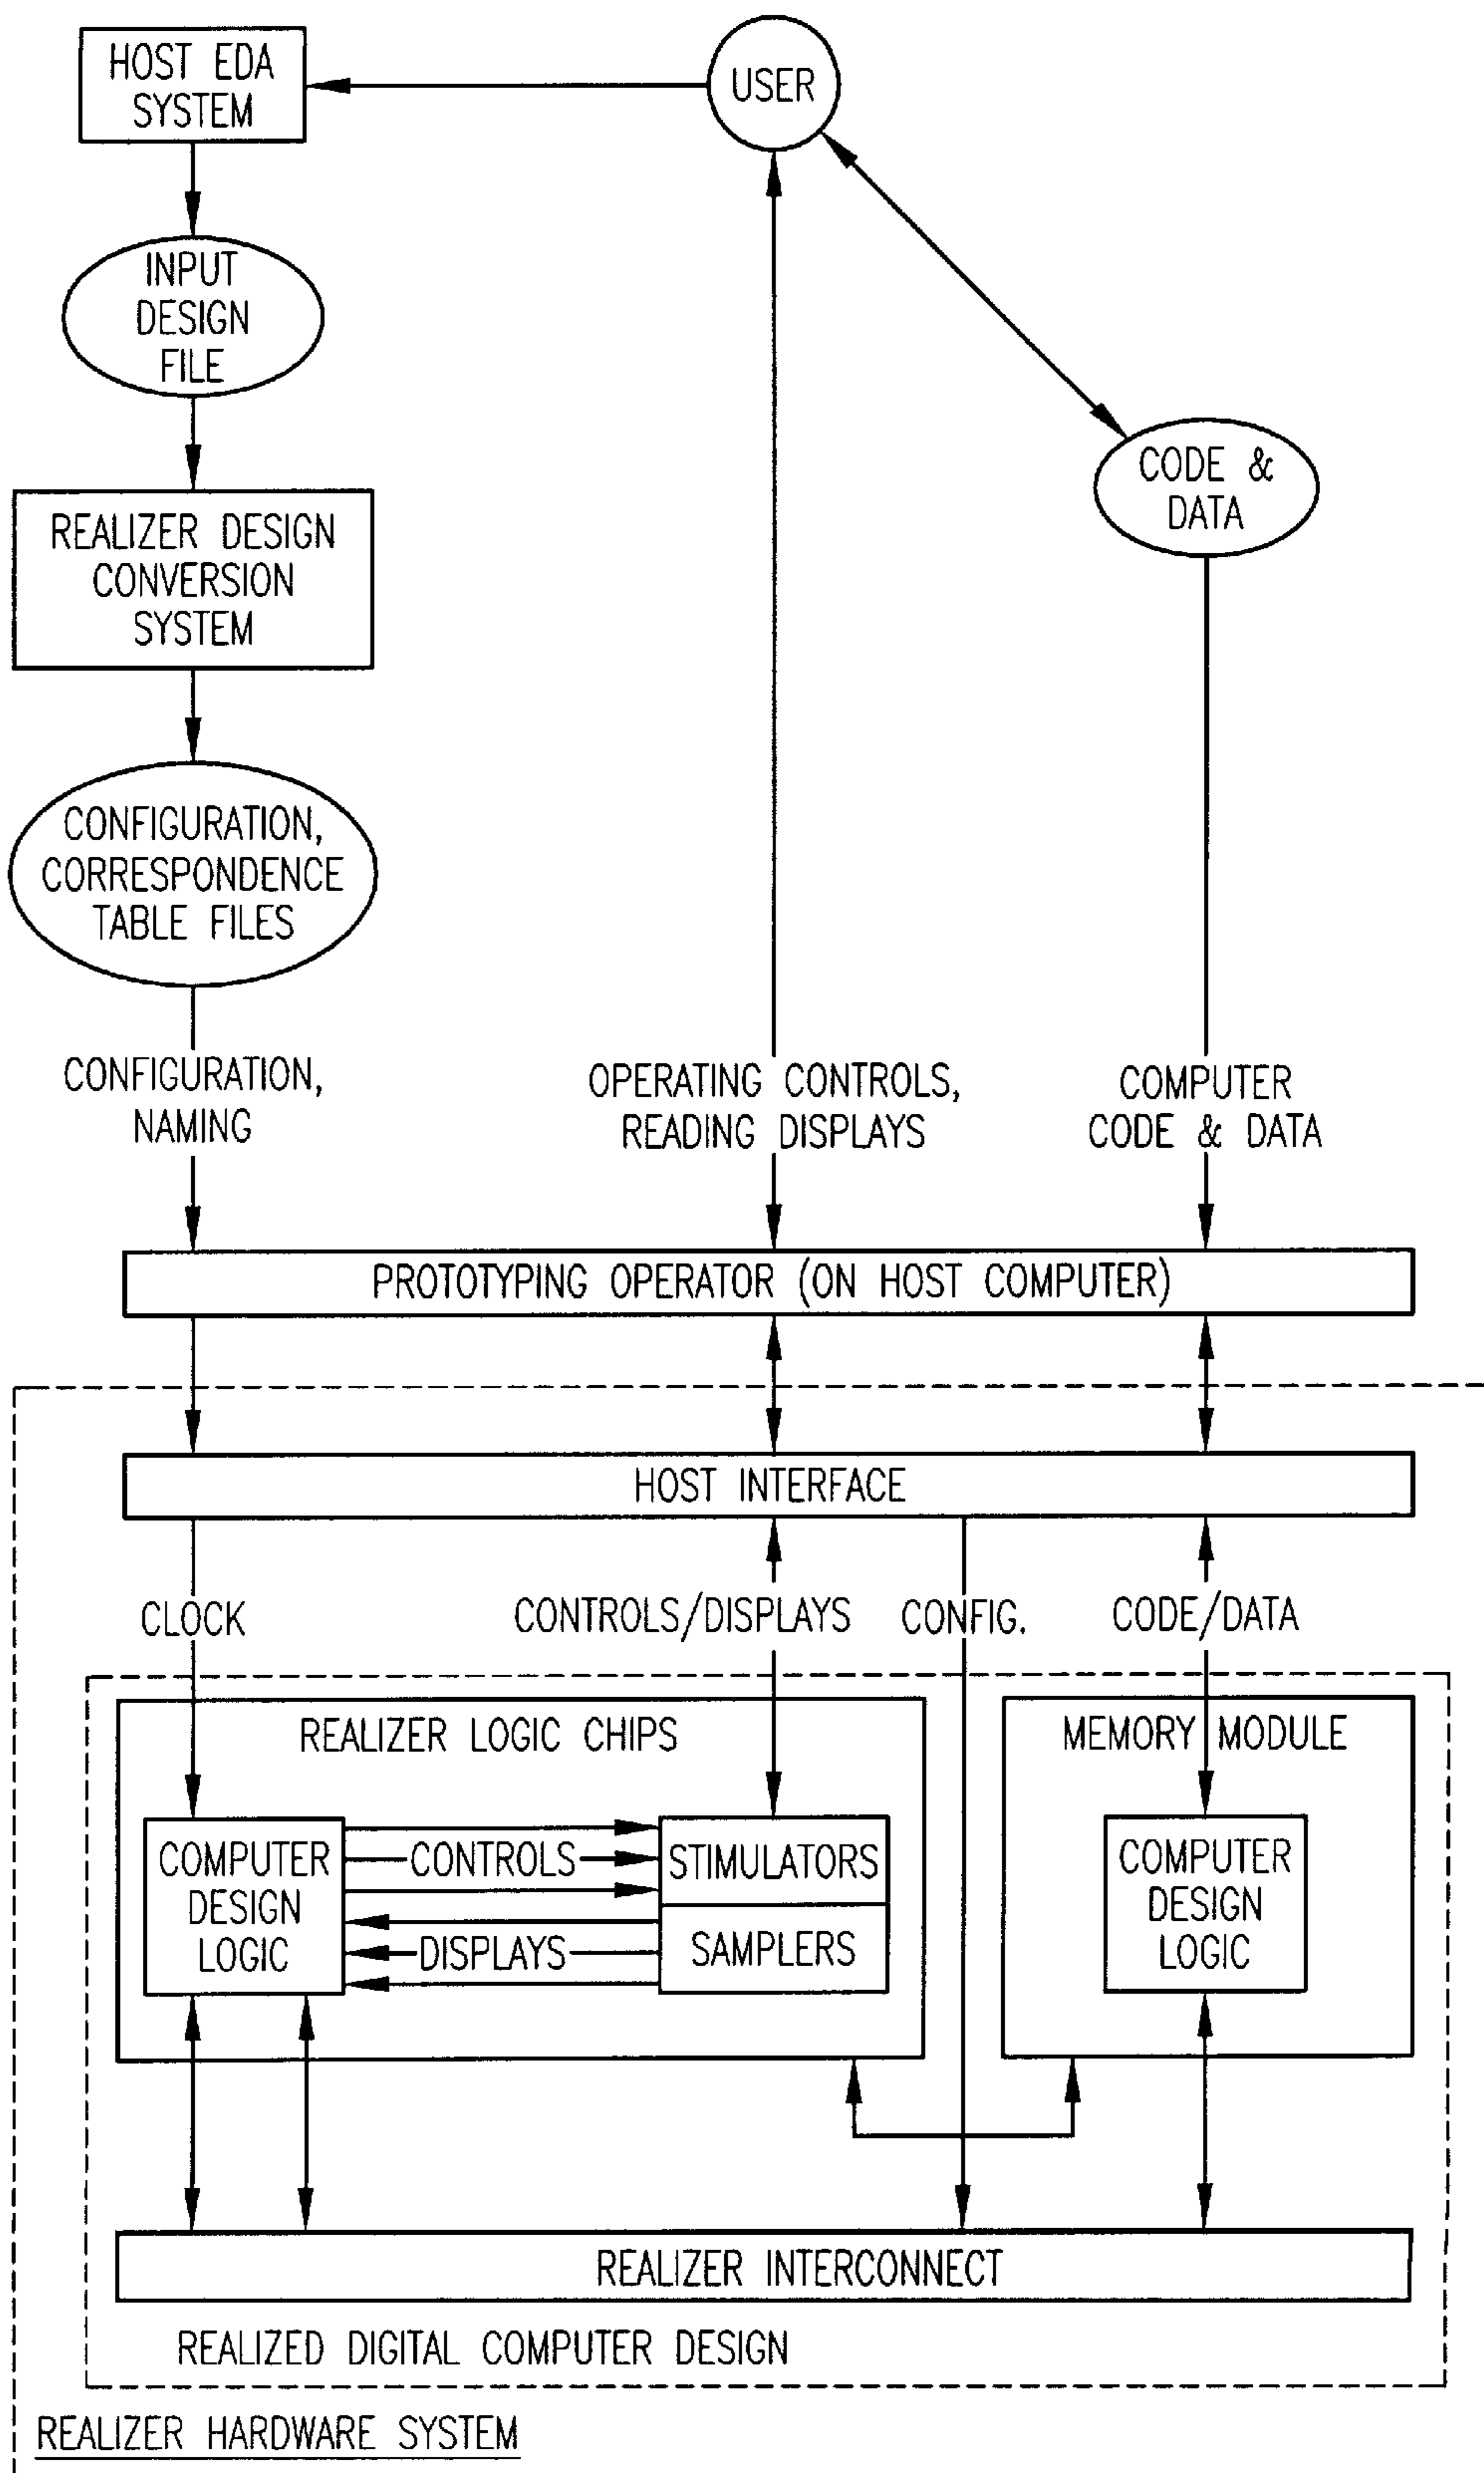 HOST EDA
SYSTEM
USER
INPUT
DESIGN
FILE
CODE &
DATA
REALIZER DESIGN
CONVERSION
SYSTEM
CONFIGURATION,
CORRESPONDENCE
TABLE FILES
CONFIGURATION,
NAMING
OPERATING CONTROLS,
READING DISPLAYS
COMPUTER
CODE & DATA
PROTOTYPING OPERATOR (ON HOST COMPUTER)
HOST INTERFACE
CLOCK
CONTROLS/DISPLAYS
CONFIG.
CODE/DATA
REALIZER LOGIC CHIPS
MEMORY MODULE
COMPUTER
DESIGN
LOGIC
CONTROLS
DISPLAYS
STIMULATORS
SAMPLERS
COMPUTER
DESIGN
LOGIC
REALIZER INTERCONNECT
REALIZED DIGITAL COMPUTER DESIGN
REALIZER HARDWARE SYSTEM